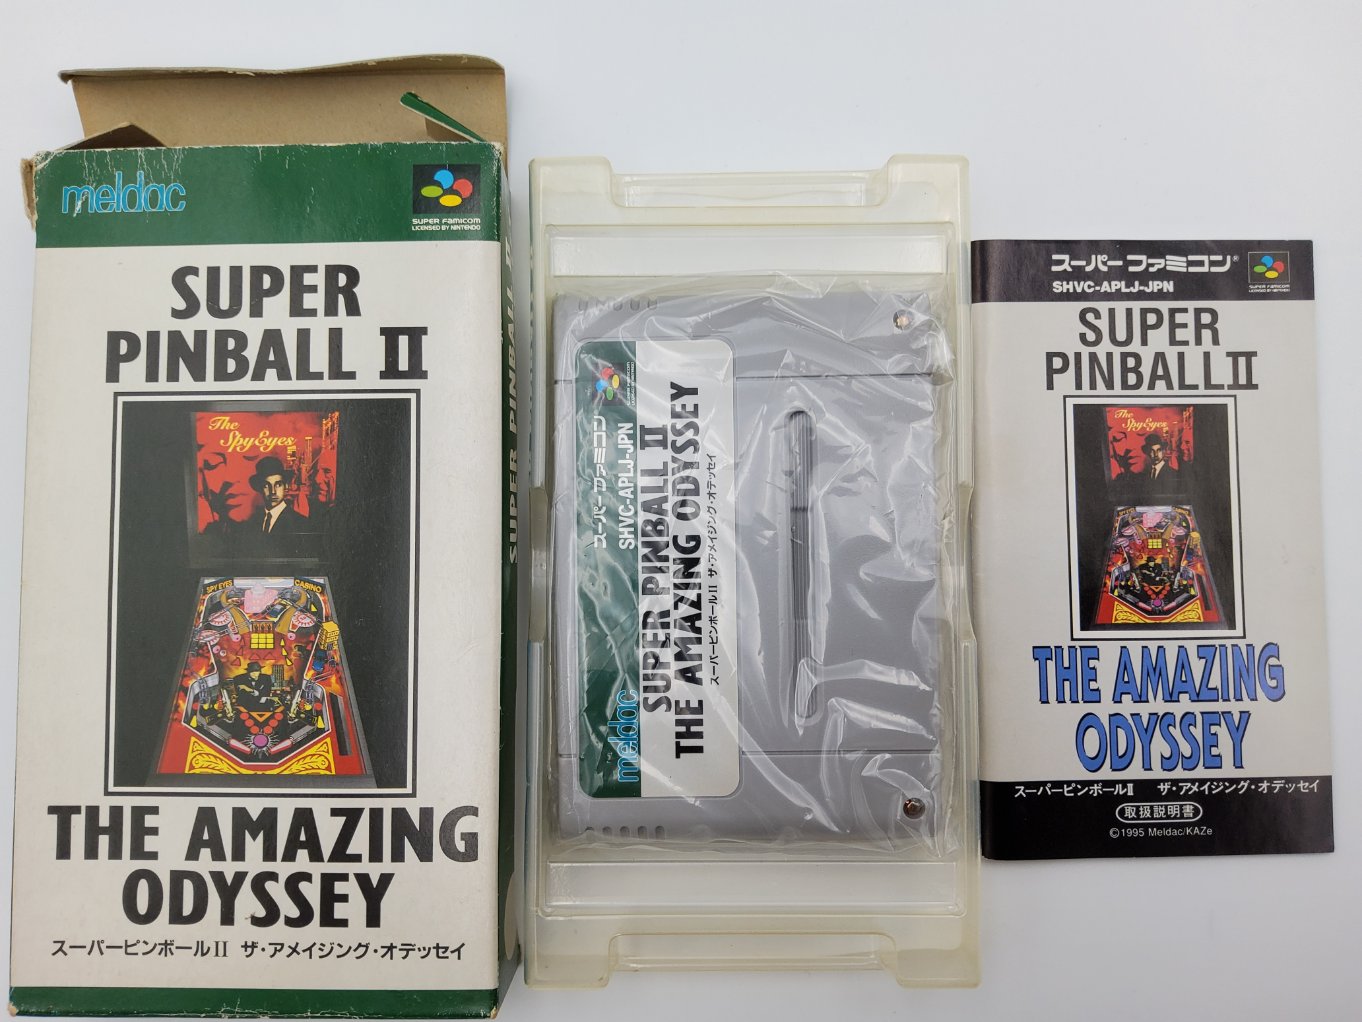 meldac
SUPER FAMICOM
LICENSED BY NINTENDO
SUPER
PINBALL II
The
SpyEyes
SPY EYES
CASINO
THE AMAZING
ODYSSEY
スーパーピンボールII ザ・アメイジング・オデッセイ
SUPER PINBALL II
スーパーファミコン
SHVC-APLJ-JPN
meldac
SUPER PINBALL II
THE AMAZING ODYSSEY
スーパーピンボールII ザ・アメイジング・オデッセイ
スーパーファミコン®
SHVC-APLJ-JPN
SUPER FAMICOM
LICENSED BY NINTENDO
SUPER
PINBALL II
The
SpyEyes
THE AMAZING
ODYSSEY
スーパーピンボールII ザ・アメイジング・オデッセイ
取扱説明書
©1995 Meldac/KAZe